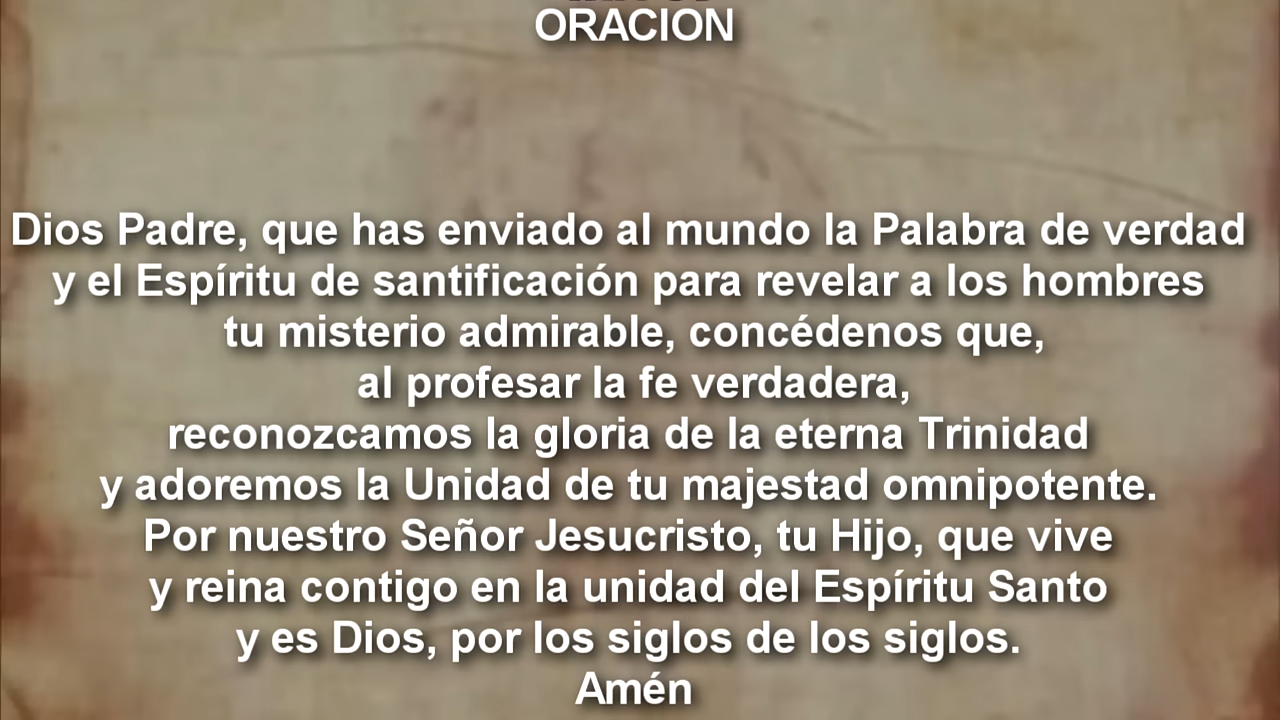 ORACION
Dios Padre, que has enviado al mundo la Palabra de verdad
y el Espíritu de santificación para revelar a los hombres
tu misterio admirable, concédenos que,
al profesar la fe verdadera,
reconozcamos la gloria de la eterna Trinidad
y adoremos la Unidad de tu majestad omnipotente.
Por nuestro Señor Jesucristo, tu Hijo, que vive
y reina contigo en la unidad del Espíritu Santo
y es Dios, por los siglos de los siglos.
Amén